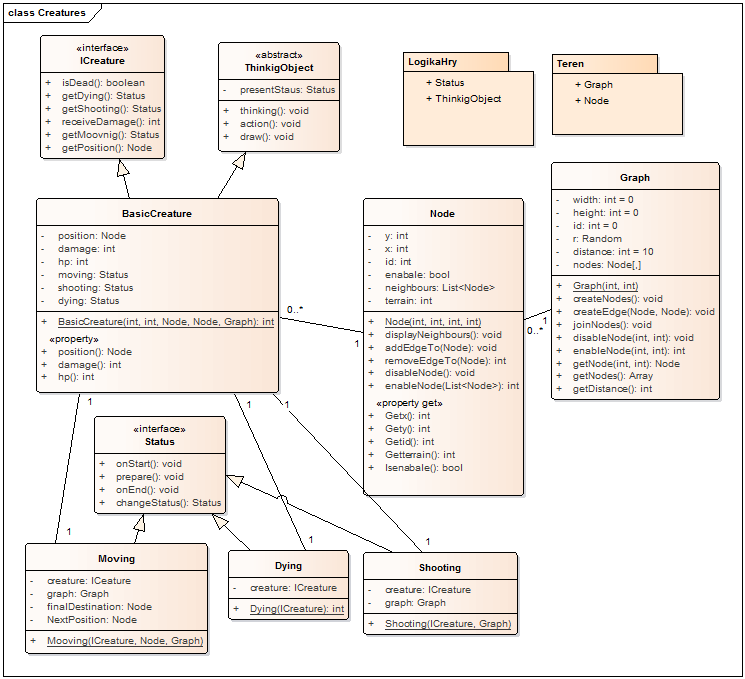 class Creatures
«interface»
ICreature
+ isDead(): boolean
+ getDying(): Status
+ getShooting(): Status
+ receiveDamage(): int
+ getMoovnig(): Status
+ getPosition(): Node
«abstract»
ThinkigObject
- presentStaus: Status
+ thinking(): void
+ action(): void
+ draw(): void
LogikaHry
+ Status
+ ThinkigObject
Teren
+ Graph
+ Node
BasicCreature
- position: Node
- damage: int
- hp: int
- moving: Status
- shooting: Status
- dying: Status
+ BasicCreature(int, int, Node, Node, Graph): int
«property»
+ position(): Node
+ damage(): int
+ hp(): int
Node
- y: int
- x: int
- id: int
- enabale: bool
- neighbours: List<Node>
- terrain: int
+ Node(int, int, int, int)
+ displayNeighbours(): void
+ addEdgeTo(Node): void
+ removeEdgeTo(Node): int
+ disableNode(): void
+ enableNode(List<Node>): int
«property get»
+ Getx(): int
+ Gety(): int
+ Getid(): int
+ Getterrain(): int
+ Isenabale(): bool
Graph
- width: int = 0
- height: int = 0
- id: int = 0
- r: Random
- distance: int = 10
- nodes: Node[,]
+ Graph(int, int)
+ createNodes(): void
+ createEdge(Node, Node): void
+ joinNodes(): void
+ disableNode(int, int): void
+ enableNode(int, int): int
+ getNode(int, int): Node
+ getNodes(): Array
+ getDistance(): int
0..*
1
1
0..*
1
1
1
«interface»
Status
+ onStart(): void
+ prepare(): void
+ onEnd(): void
+ changeStatus(): Status
1
1
1
Moving
- creature: ICeature
- graph: Graph
- finalDestination: Node
- NextPosition: Node
+ Mooving(ICreature, Node, Graph)
Dying
- creature: ICreature
+ Dying(ICreature): int
Shooting
- creature: ICreature
- graph: Graph
+ Shooting(ICreature, Graph)